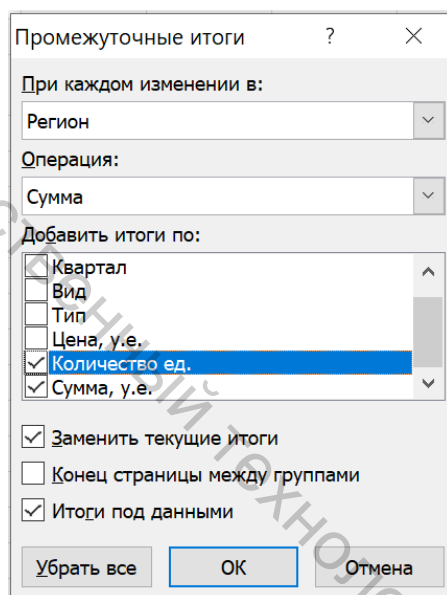 Промежуточные итоги ?
При каждом изменении в:
Регион
Операция:
Сумма
Добавить итоги по:
Квартал
Вид
Тип
Цена, у.е.
Количество ед.
Сумма, у.е.
Заменить текущие итоги
Конец страницы между группами
Итоги под данными
Убрать все ОК Отмена